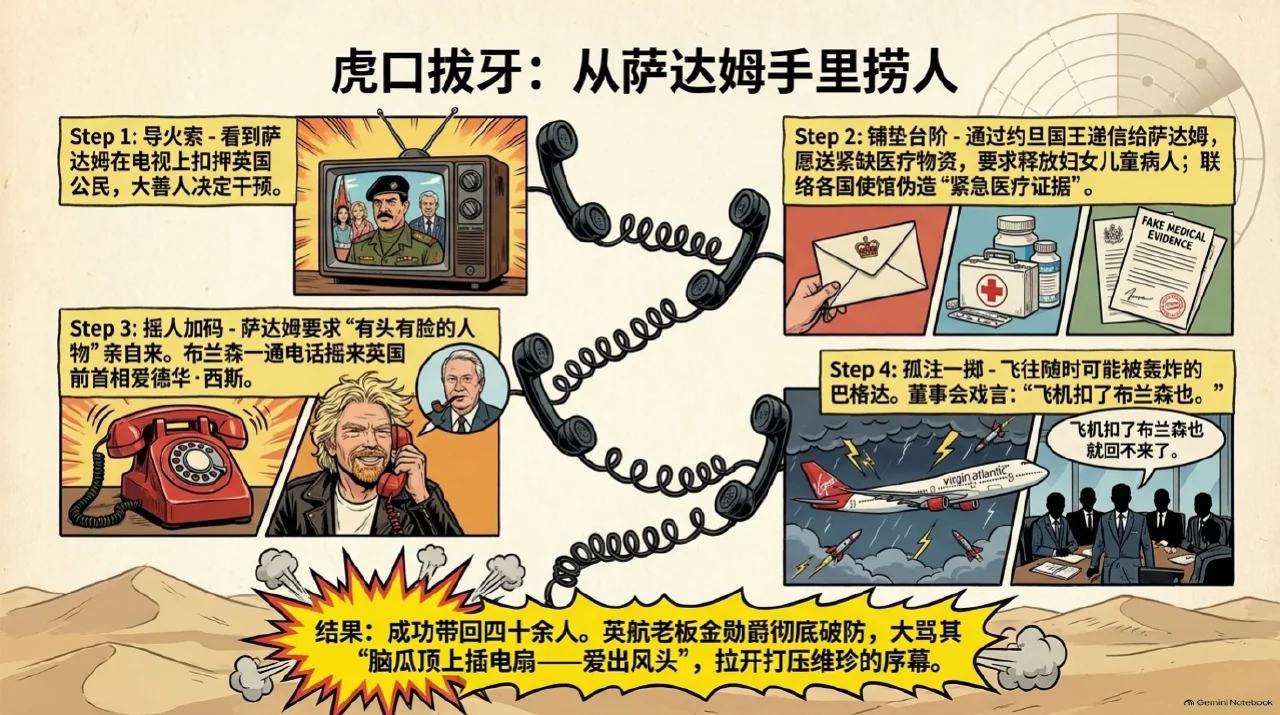 虎口拔牙：从萨达姆手里捞人
Step 1: 导火索 - 看到萨
达姆在电视上扣押英国
公民，大善人决定干预。
Step 2: 铺垫台阶 - 通过约旦国王递信给萨达姆，
愿送紧缺医疗物资，要求释放妇女儿童病人；联
络各国使馆伪造“紧急医疗证据”。
FAKE MEDICAL
EVIDENCE
Step 3: 摇人加码 - 萨达姆要求“有头有脸的人
物”亲自来。布兰森一通电话摇来英国
前首相爱德华·西斯。
Step 4: 孤注一掷 - 飞往随时可能被轰炸的
巴格达。董事会戏言：“飞机扣了布兰森也。”
Virgin
virgin atlantic
飞机扣了布兰森也
就回不来了。
结果：成功带回四十余人。英航老板金勋爵彻底破防，大骂其
“脑瓜顶上插电扇——爱出风头”，拉开打压维珍的序幕。
Gemini Notebook